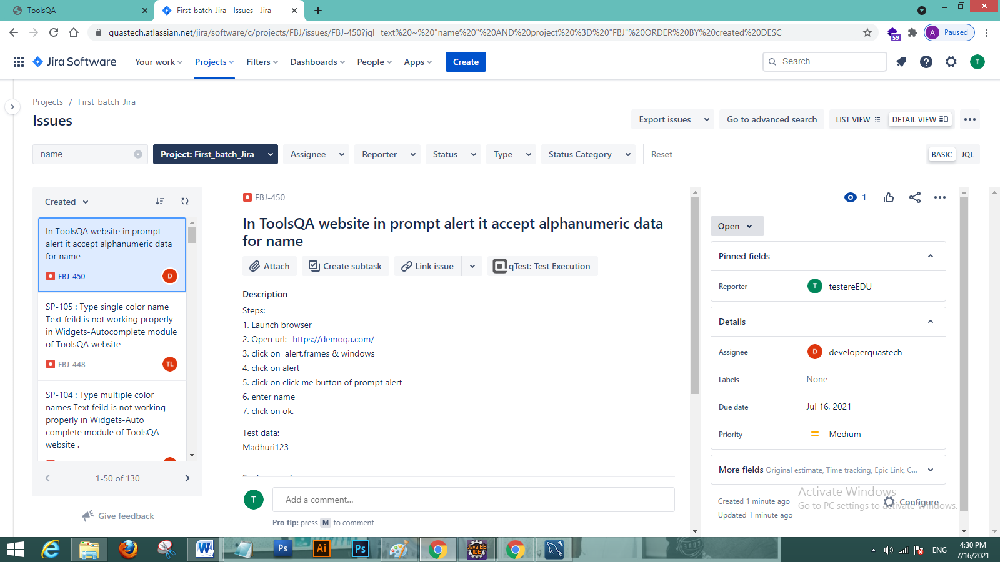 ToolsQA
First_batch_Jira - Issues - Jira
quastech.atlassian.net/jira/software/c/projects/FBJ/issues/FBJ-450?jql=text%20~%20"name%20"%20AND%20project%20%3D%20"FBJ"%20ORDER%20BY%20created%20DESC
59
A Paused
Jira Software
Your work
Projects
Filters
Dashboards
People
Apps
Create
Search
T
Projects / First_batch_Jira
Issues
Export issues
Go to advanced search
LIST VIEW
DETAIL VIEW
name
Project: First_batch_Jira
Assignee
Reporter
Status
Type
Status Category
Reset
BASIC
JQL
Created
In ToolsQA website in prompt
alert it accept alphanumeric data
for name
FBJ-450
D
SP-105 : Type single color name
Text feild is not working properly
in Widgets-Autocomplete module
of ToolsQA website
FBJ-448
TL
SP-104 : Type multiple color
names Text feild is not working
properly in Widgets-Auto
complete module of ToolsQA
website .
1-50 of 130
Give feedback
FBJ-450
In ToolsQA website in prompt alert it accept alphanumeric data
for name
Attach
Create subtask
Link issue
qTest: Test Execution
Description
Steps:
1. Launch browser
2. Open url:- https://demoqa.com/
3. click on  alert,frames & windows
4. click on alert
5. click on click me button of prompt alert
6. enter name
7. click on ok.
Test data:
Madhuri123
T
Add a comment...
Pro tip: press M to comment
1
Open
Pinned fields
Reporter
T testereEDU
Details
Assignee
D developerquastech
Labels
None
Due date
Jul 16, 2021
Priority
Medium
More fields Original estimate, Time tracking, Epic Link, C...
Created 1 minute ago
Updated 1 minute ago
Configure
Activate Windows
Go to PC settings to activate Windows.
W
Ps
Ai
Ps
Java EE
IDE
ENG
4:30 PM
7/16/2021